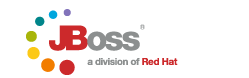 JBoss®
a division of Red Hat